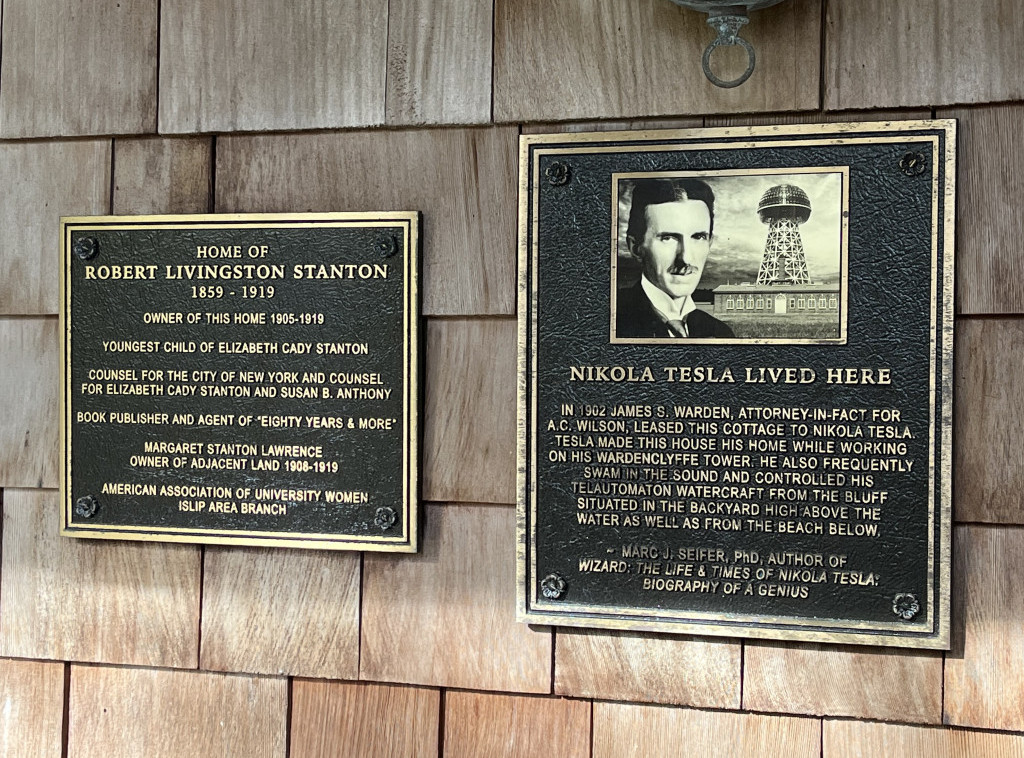 HOME OF
ROBERT LIVINGSTON STANTON
1859 - 1919
OWNER OF THIS HOME 1905-1919
YOUNGEST CHILD OF ELIZABETH CADY STANTON
COUNSEL FOR THE CITY OF NEW YORK AND COUNSEL
FOR ELIZABETH CADY STANTON AND SUSAN B. ANTHONY
BOOK PUBLISHER AND AGENT OF "EIGHTY YEARS & MORE"
MARGARET STANTON LAWRENCE
OWNER OF ADJACENT LAND 1908-1919
AMERICAN ASSOCIATION OF UNIVERSITY WOMEN
ISLIP AREA BRANCH
NIKOLA TESLA LIVED HERE
IN 1902 JAMES S. WARDEN, ATTORNEY-IN-FACT FOR
A.C. WILSON, LEASED THIS COTTAGE TO NIKOLA TESLA.
TESLA MADE THIS HOUSE HIS HOME WHILE WORKING
ON HIS WARDENCLYFFE TOWER. HE ALSO FREQUENTLY
SWAM IN THE SOUND AND CONTROLLED HIS
TELAUTOMATON WATERCRAFT FROM THE BLUFF
SITUATED IN THE BACKYARD HIGH ABOVE THE
WATER AS WELL AS FROM THE BEACH BELOW.
~ MARC J. SEIFER, PhD, AUTHOR OF
WIZARD: THE LIFE & TIMES OF NIKOLA TESLA:
BIOGRAPHY OF A GENIUS